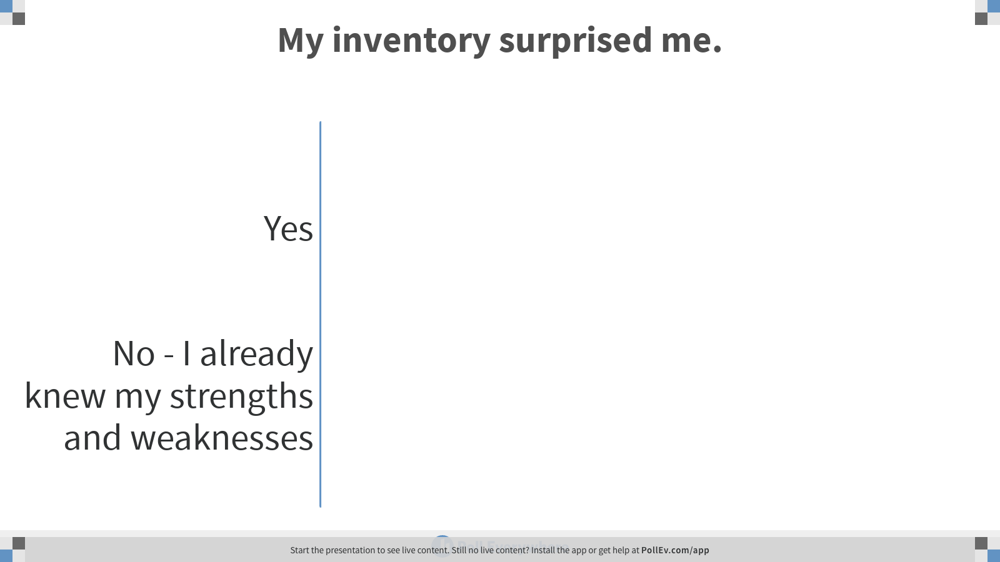 My inventory surprised me.
Yes
No - I already
knew my strengths
and weaknesses
Start the presentation to see live content. Still no live content? Install the app or get help at PollEv.com/app